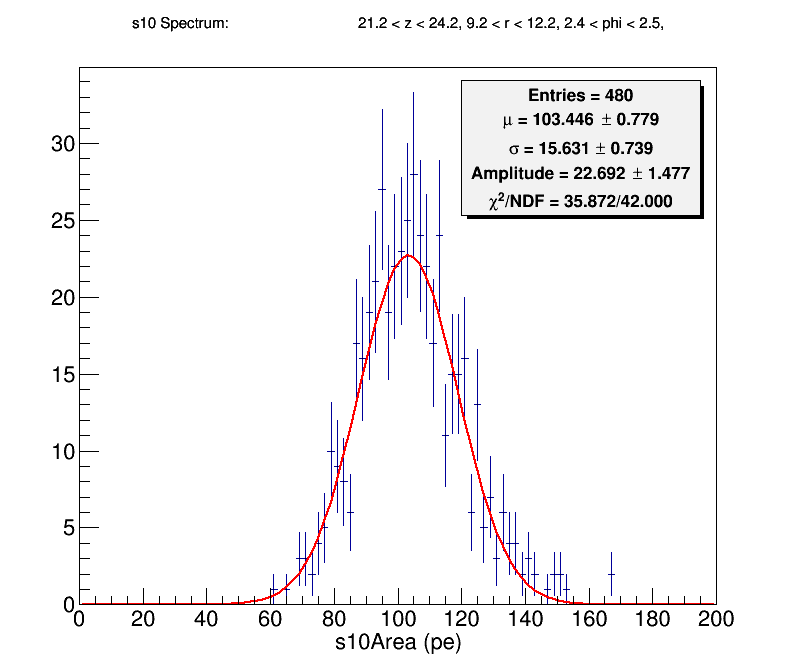 s10 Spectrum: 21.2 < z < 24.2, 9.2 < r < 12.2, 2.4 < phi < 2.5,
Entries = 480
μ = 103.446 ± 0.779
σ = 15.631 ± 0.739
Amplitude = 22.692 ± 1.477
χ²/NDF = 35.872/42.000
30
25
20
15
10
5
0
0 20 40 60 80 100 120 140 160 180 200
s10Area (pe)